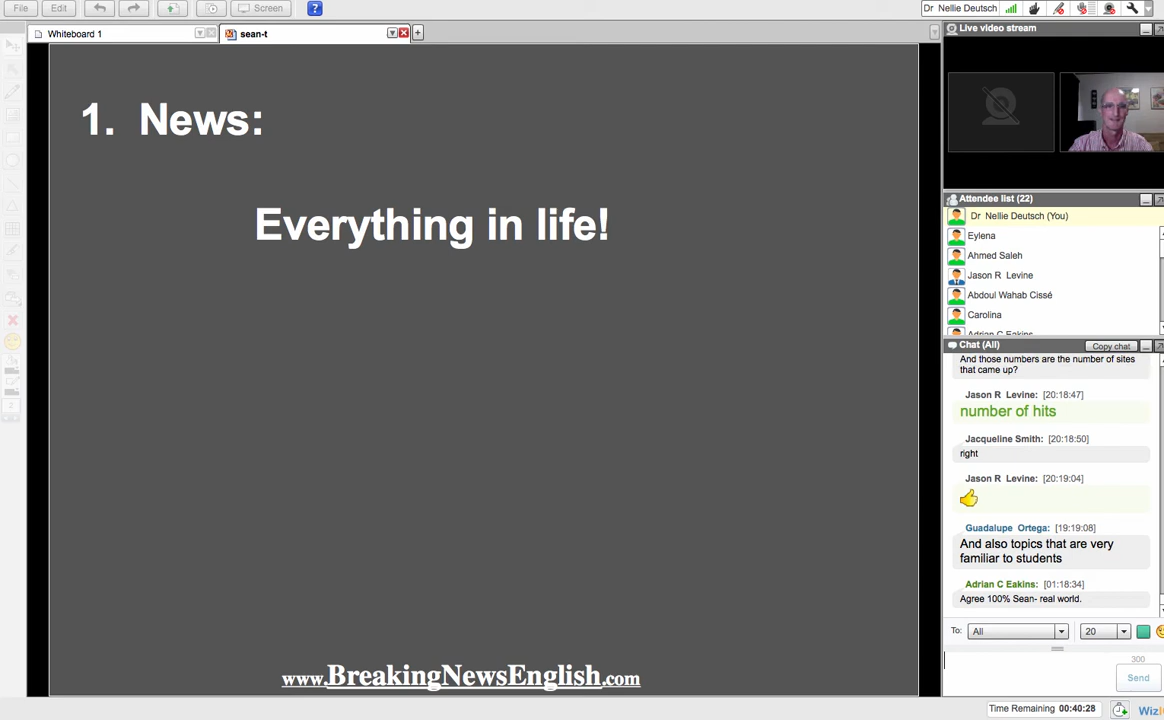 File Edit Screen ? Dr Nellie Deutsch
Whiteboard 1 sean-t +
Live video stream
1. News:
Everything in life!
www.BreakingNewsEnglish.com
Attendee list (22)
Dr Nellie Deutsch (You)
Eylena
Ahmed Saleh
Jason R Levine
Abdoul Wahab Cissé
Carolina
Adrian C Eakins
Chat (All) Copy chat
And those numbers are the number of sites
that came up?
Jason R Levine: [20:18:47]
number of hits
Jacqueline Smith: [20:18:50]
right
Jason R Levine: [20:19:04]
Guadalupe Ortega: [19:19:08]
And also topics that are very
familiar to students
Adrian C Eakins: [01:18:34]
Agree 100% Sean- real world.
To: All 20
300
Send
Time Remaining 00:40:28